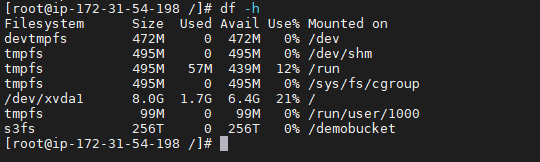 [root@ip-172-31-54-198 /]# df -h
Filesystem      Size  Used Avail Use% Mounted on
devtmpfs        472M     0  472M   0% /dev
tmpfs           495M     0  495M   0% /dev/shm
tmpfs           495M   57M  439M  12% /run
tmpfs           495M     0  495M   0% /sys/fs/cgroup
/dev/xvda1      8.0G  1.7G  6.4G  21% /
tmpfs            99M     0   99M   0% /run/user/1000
s3fs            256T     0  256T   0% /demobucket
[root@ip-172-31-54-198 /]#